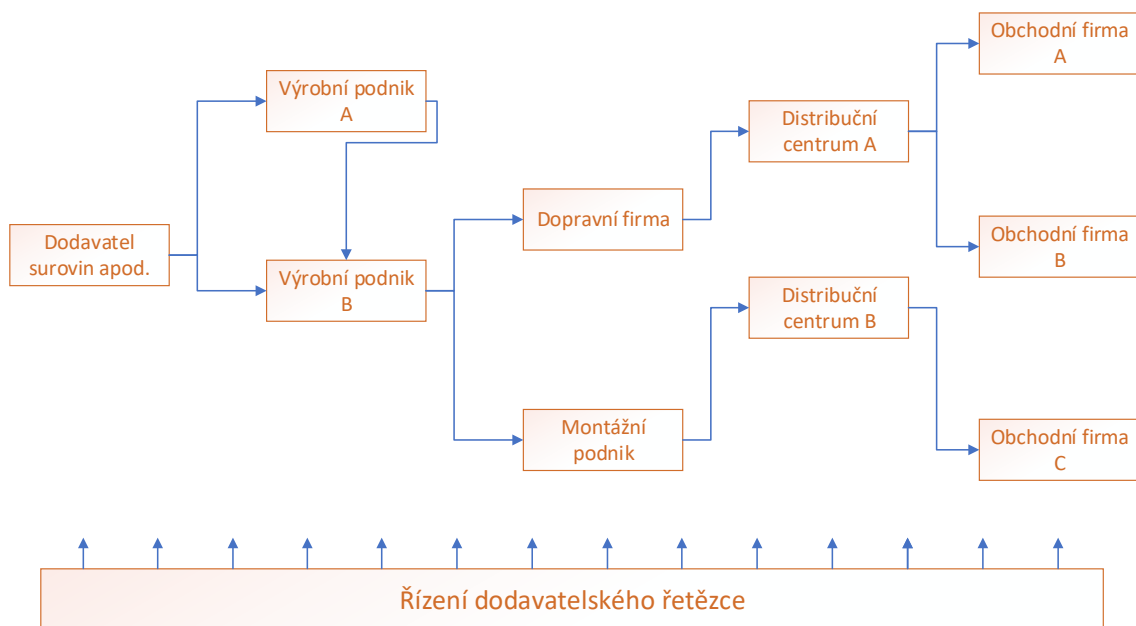 Dodavatel
surovin apod.
Výrobní podnik
A
Výrobní podnik
B
Dopravní firma
Montážní
podnik
Distribuční
centrum A
Distribuční
centrum B
Obchodní firma
A
Obchodní firma
B
Obchodní firma
C
Řízení dodavatelského řetězce